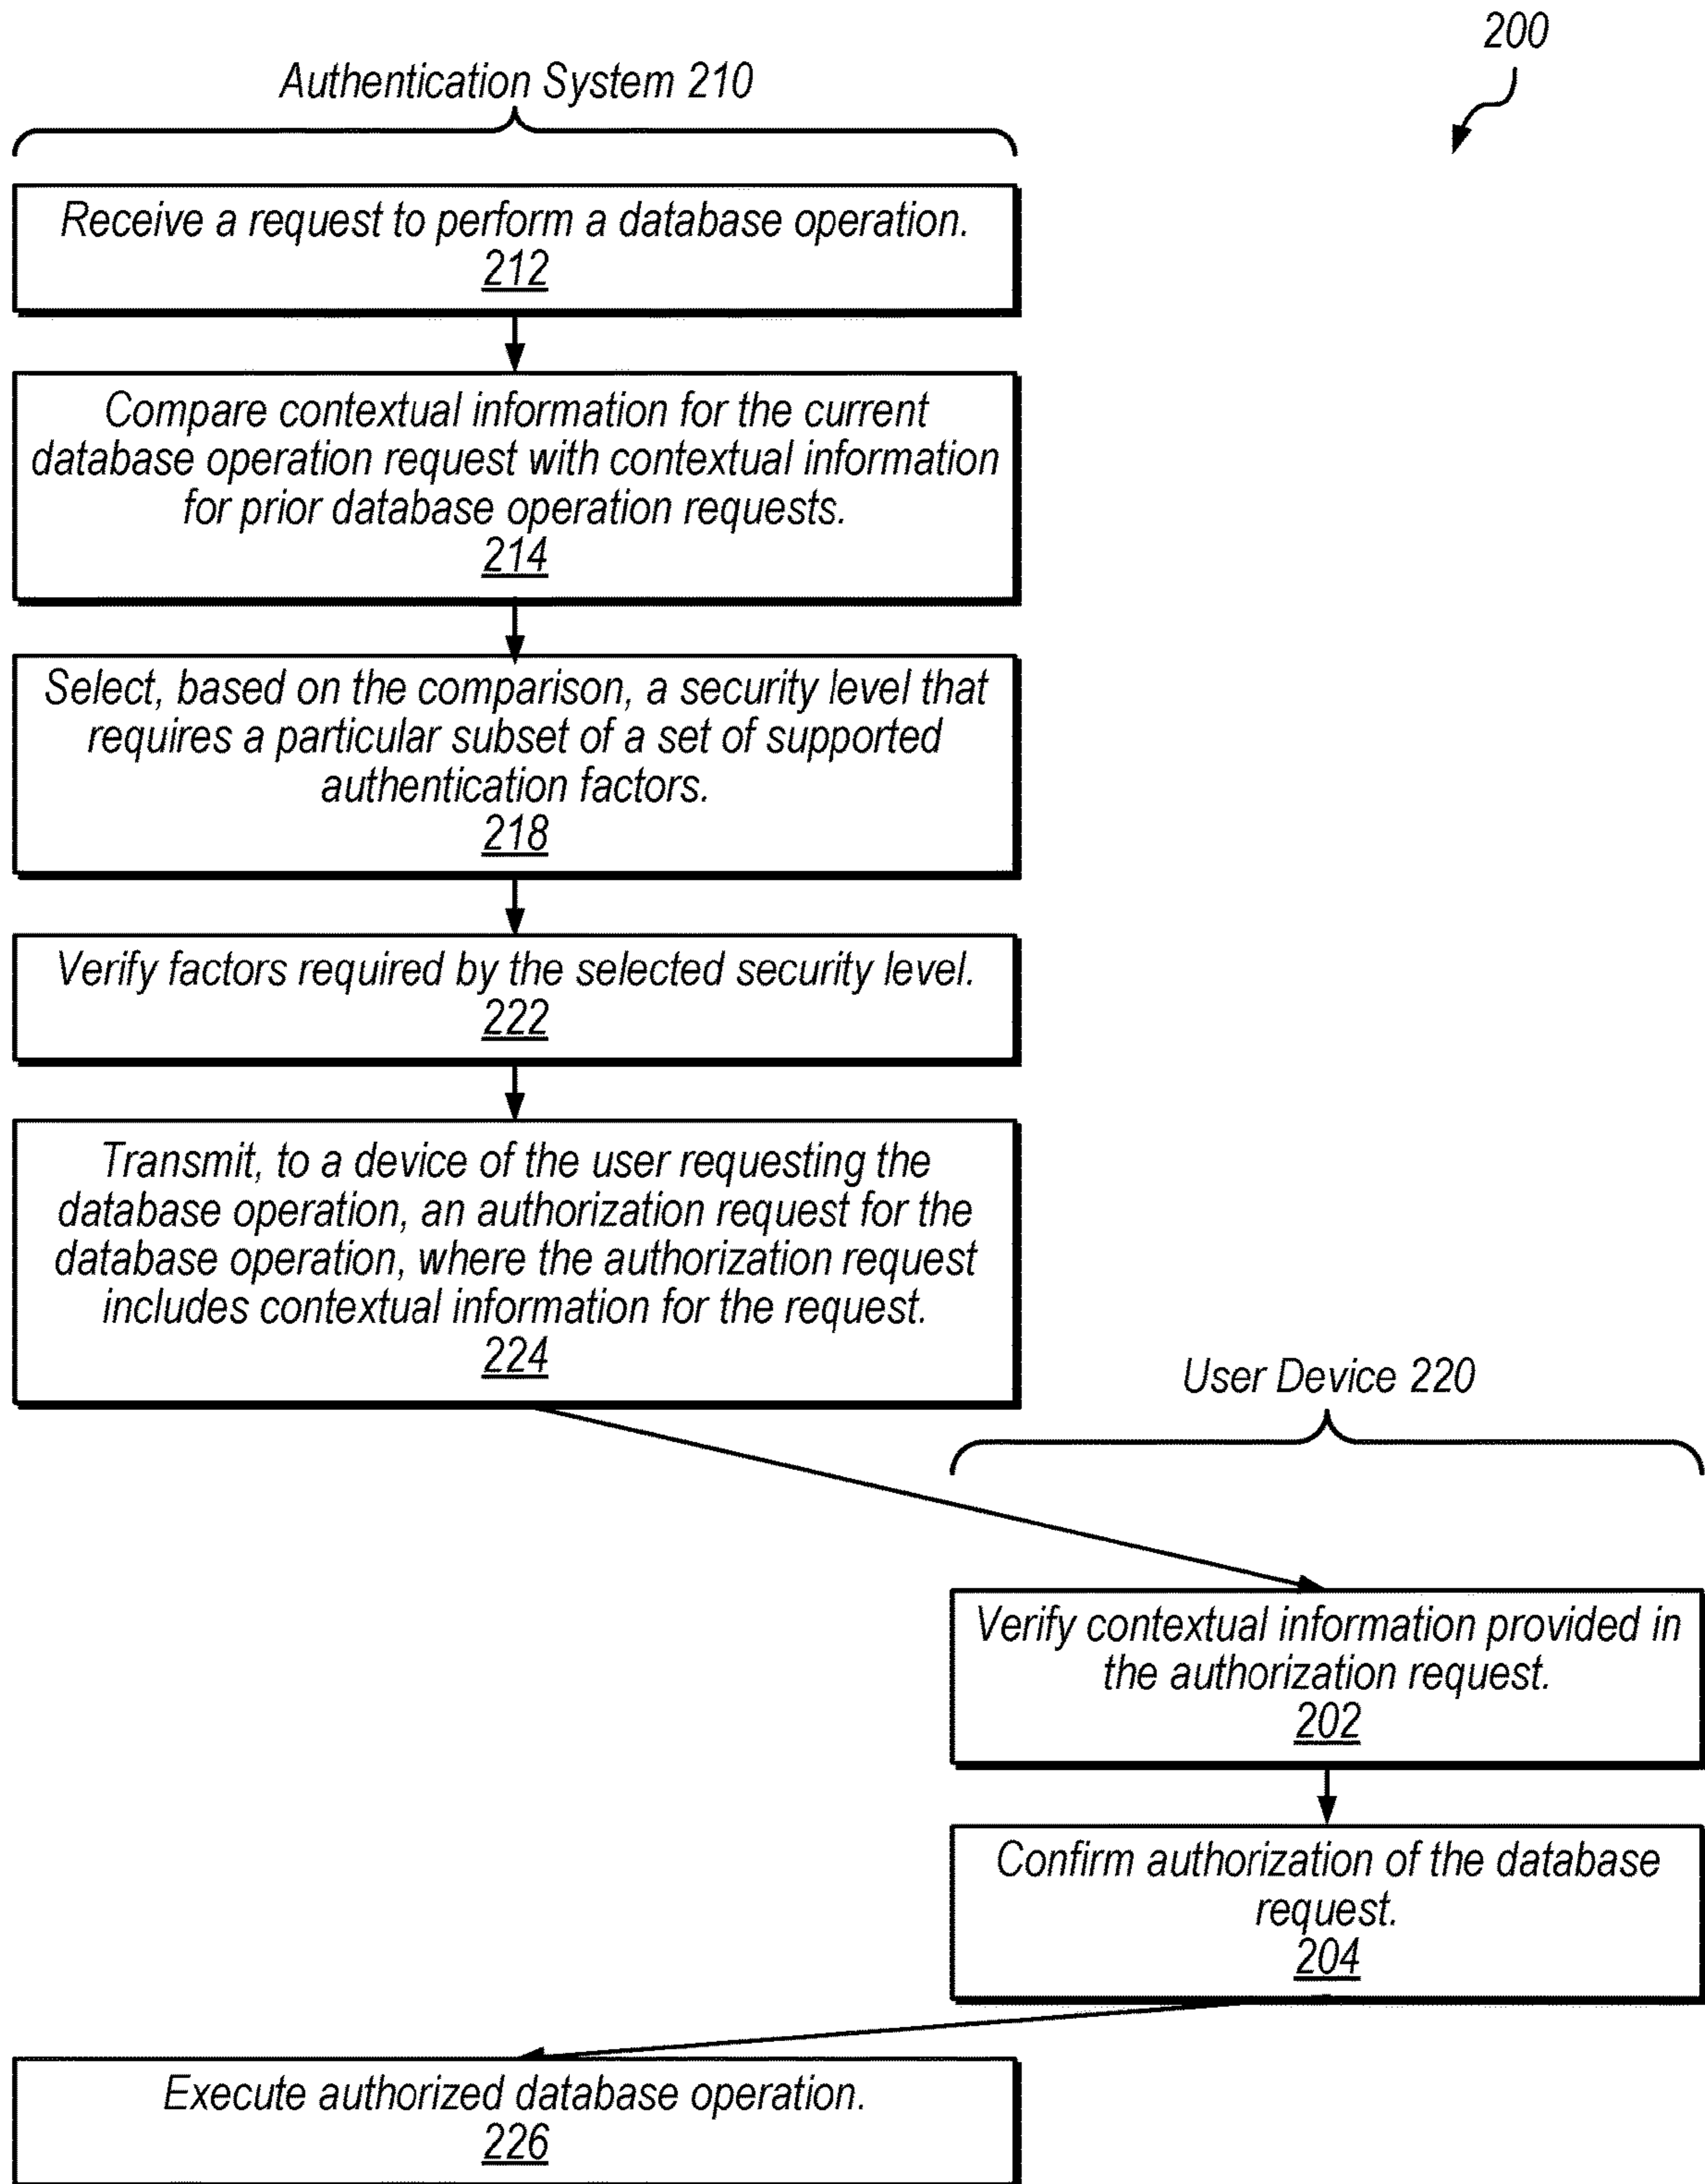 200
Authentication System 210
Receive a request to perform a database operation.
212
Compare contextual information for the current
database operation request with contextual information
for prior database operation requests.
214
Select, based on the comparison, a security level that
requires a particular subset of a set of supported
authentication factors.
218
Verify factors required by the selected security level.
222
Transmit, to a device of the user requesting the
database operation, an authorization request for the
database operation, where the authorization request
includes contextual information for the request.
224
User Device 220
Verify contextual information provided in
the authorization request.
202
Confirm authorization of the database
request.
204
Execute authorized database operation.
226